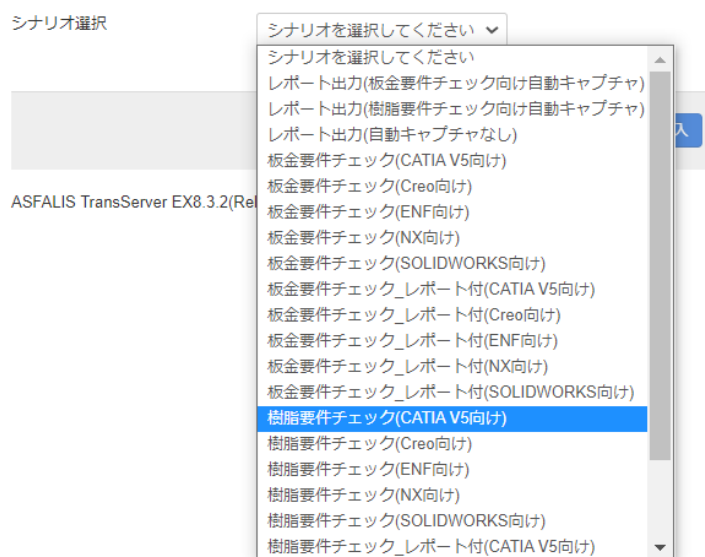 シナリオ選択
シナリオを選択してください
シナリオを選択してください
レポート出力(板金要件チェック向け自動キャプチャ)
レポート出力(樹脂要件チェック向け自動キャプチャ)
レポート出力(自動キャプチャなし)
入
板金要件チェック(CATIA V5向け)
板金要件チェック(Creo向け)
ASFALIS TransServer EX8.3.2(Rel
板金要件チェック(ENF向け)
板金要件チェック(NX向け)
板金要件チェック(SOLIDWORKS向け)
板金要件チェック_レポート付(CATIA V5向け)
板金要件チェック_レポート付(Creo向け)
板金要件チェック_レポート付(ENF向け)
板金要件チェック_レポート付(NX向け)
板金要件チェック_レポート付(SOLIDWORKS向け)
樹脂要件チェック(CATIA V5向け)
樹脂要件チェック(Creo向け)
樹脂要件チェック(ENF向け)
樹脂要件チェック(NX向け)
樹脂要件チェック(SOLIDWORKS向け)
樹脂要件チェック_レポート付(CATIA V5向け)